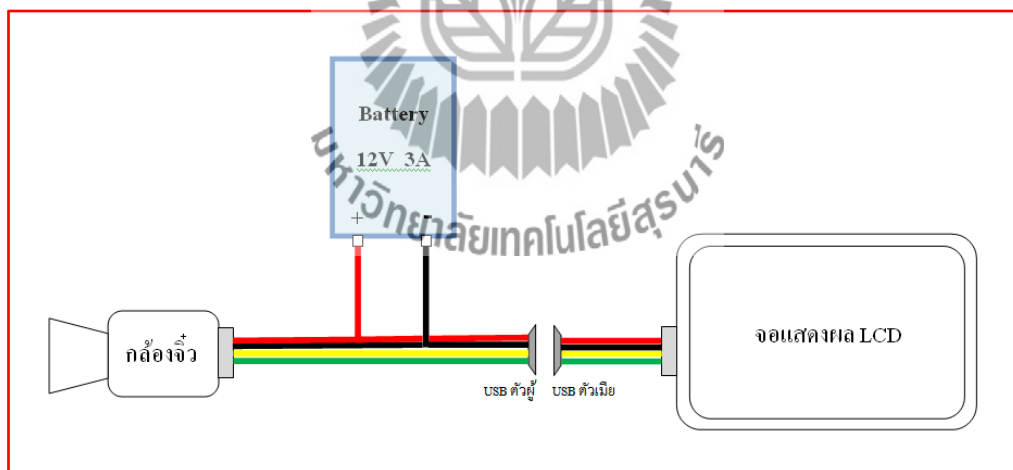 Battery
12V 3A
+ -
มหาวิทยาลัยเทคโนโลยีสุรนารี
กล้องจิ๋ว
จอแสดงผล LCD
USB ตัวผู้ USB ตัวเมีย